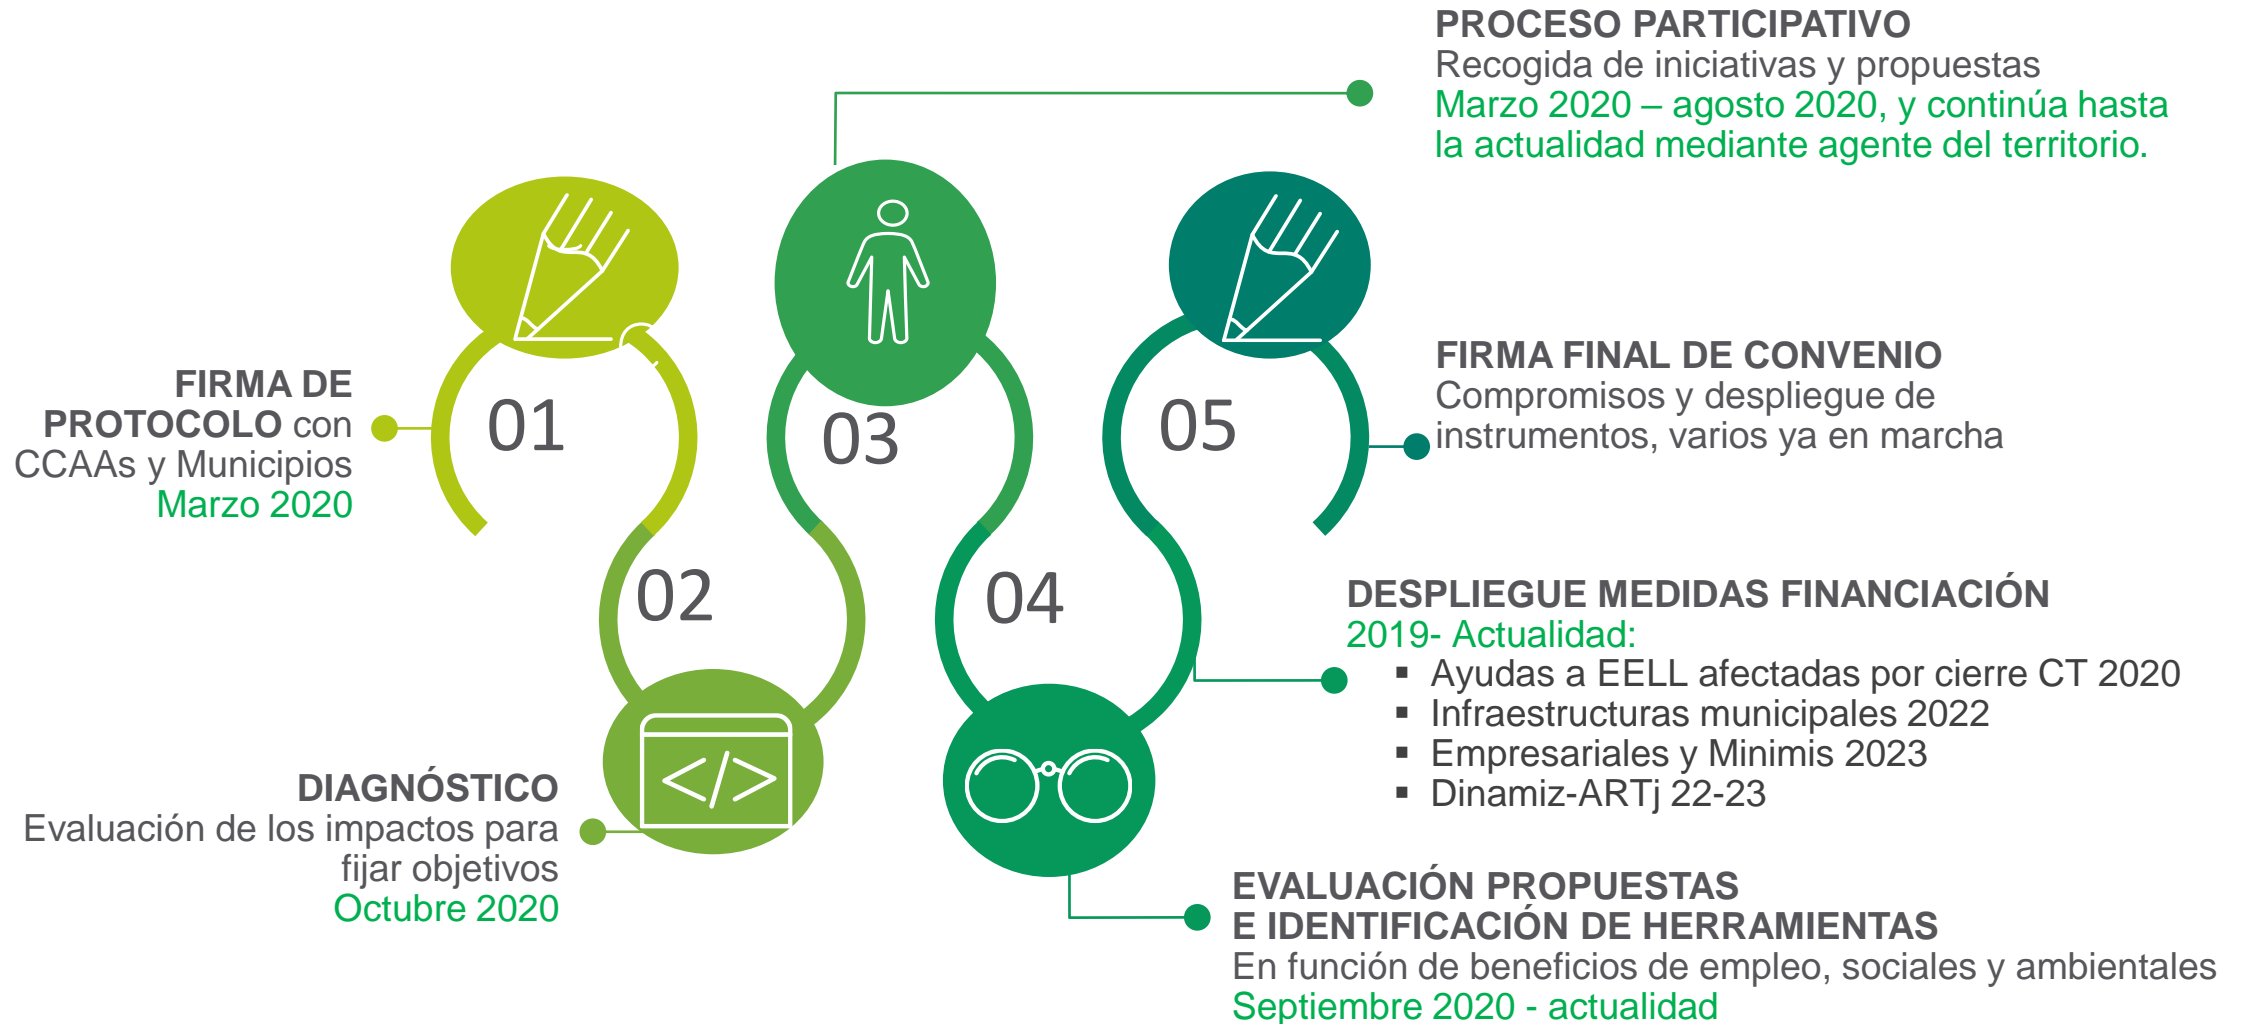 PROCESO PARTICIPATIVO
Recogida de iniciativas y propuestas
Marzo 2020 – agosto 2020, y continúa hasta
la actualidad mediante agente del territorio.
FIRMA DE
PROTOCOLO con
CCAAs y Municipios
Marzo 2020
01
03
05
FIRMA FINAL DE CONVENIO
Compromisos y despliegue de
instrumentos, varios ya en marcha
02
04
DESPLIEGUE MEDIDAS FINANCIACIÓN
2019- Actualidad:
▪ Ayudas a EELL afectadas por cierre CT 2020
▪ Infraestructuras municipales 2022
▪ Empresariales y Minimis 2023
▪ Dinamiz-ARTj 22-23
</>
DIAGNÓSTICO
Evaluación de los impactos para
fijar objetivos
Octubre 2020
EVALUACIÓN PROPUESTAS
E IDENTIFICACIÓN DE HERRAMIENTAS
En función de beneficios de empleo, sociales y ambientales
Septiembre 2020 - actualidad